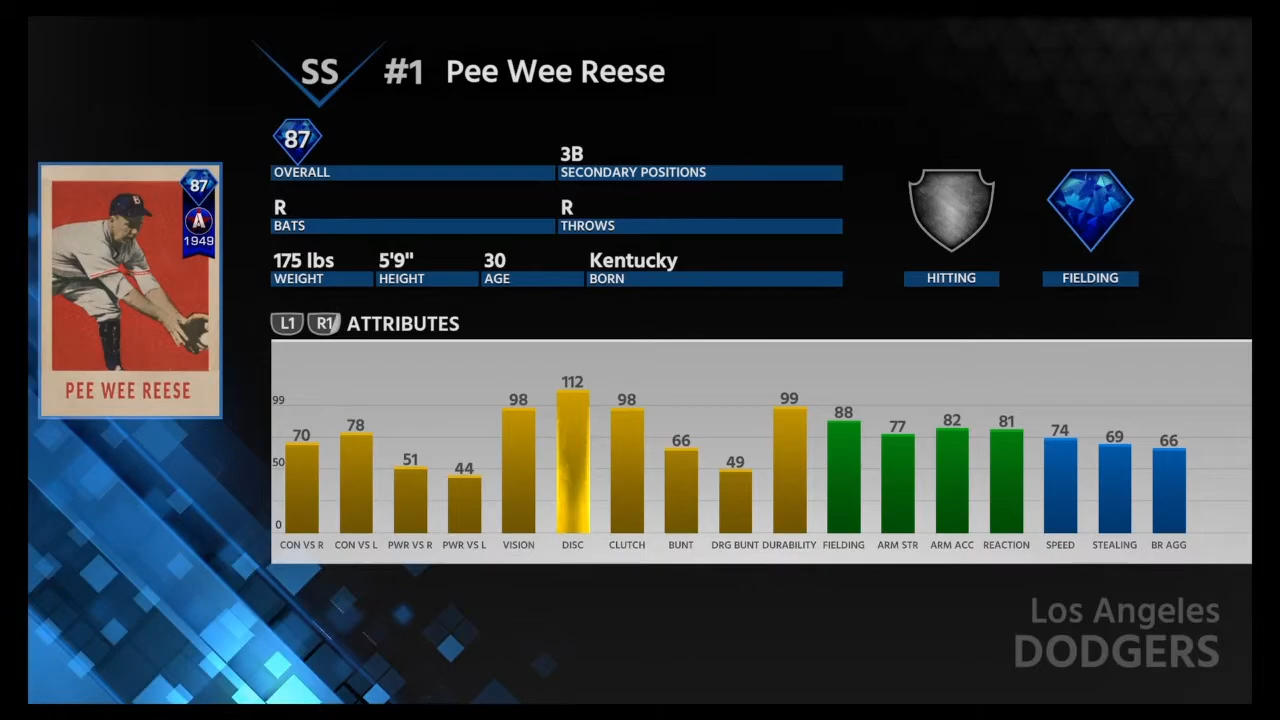 SS #1 Pee Wee Reese
87
OVERALL
3B
SECONDARY POSITIONS
R
BATS
R
THROWS
175 lbs 5'9" 30 Kentucky
WEIGHT HEIGHT AGE BORN
HITTING FIELDING
87
A
1949
B
PEE WEE REESE
L1 R1 ATTRIBUTES
99
50
0
70 78 51 44 98 112 98 66 49 99 88 77 82 81 74 69 66
CON VS R CON VS L PWR VS R PWR VS L VISION DISC CLUTCH BUNT DRG BUNT DURABILITY FIELDING ARM STR ARM ACC REACTION SPEED STEALING BR AGG
Los Angeles
DODGERS